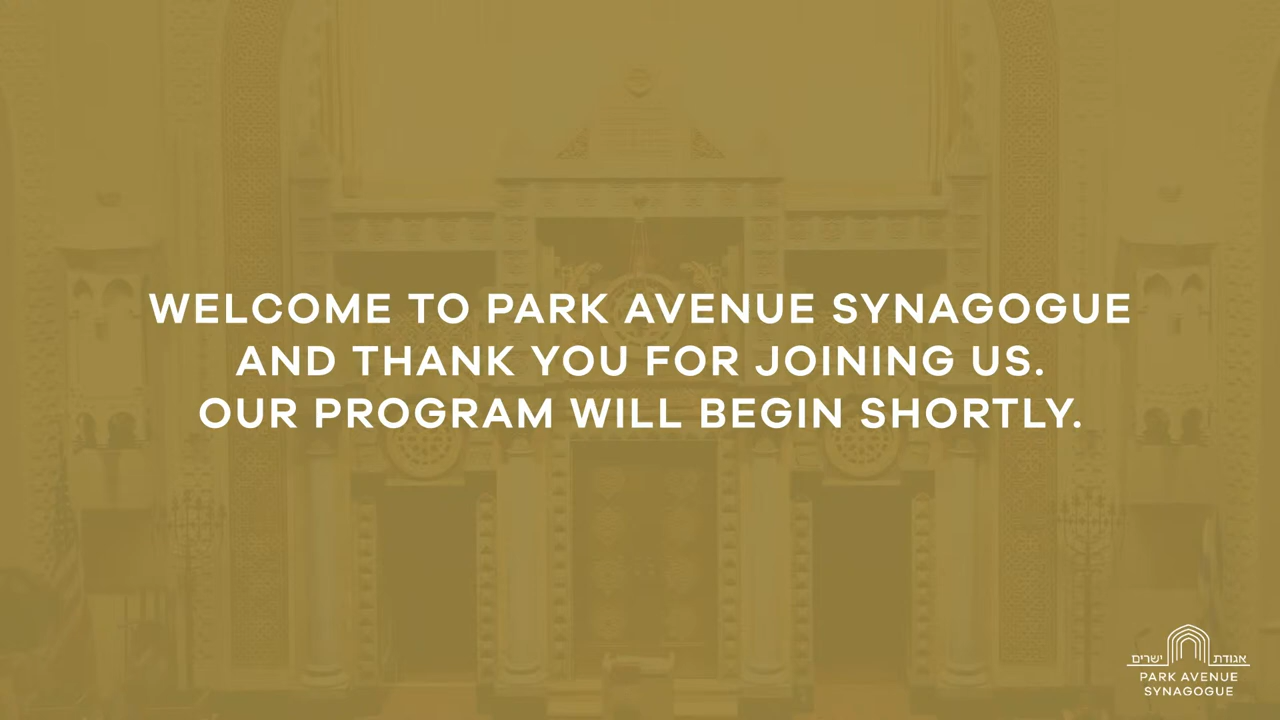 WELCOME TO PARK AVENUE SYNAGOGUE
AND THANK YOU FOR JOINING US.
OUR PROGRAM WILL BEGIN SHORTLY.
אגודת ישרים
PARK AVENUE
SYNAGOGUE